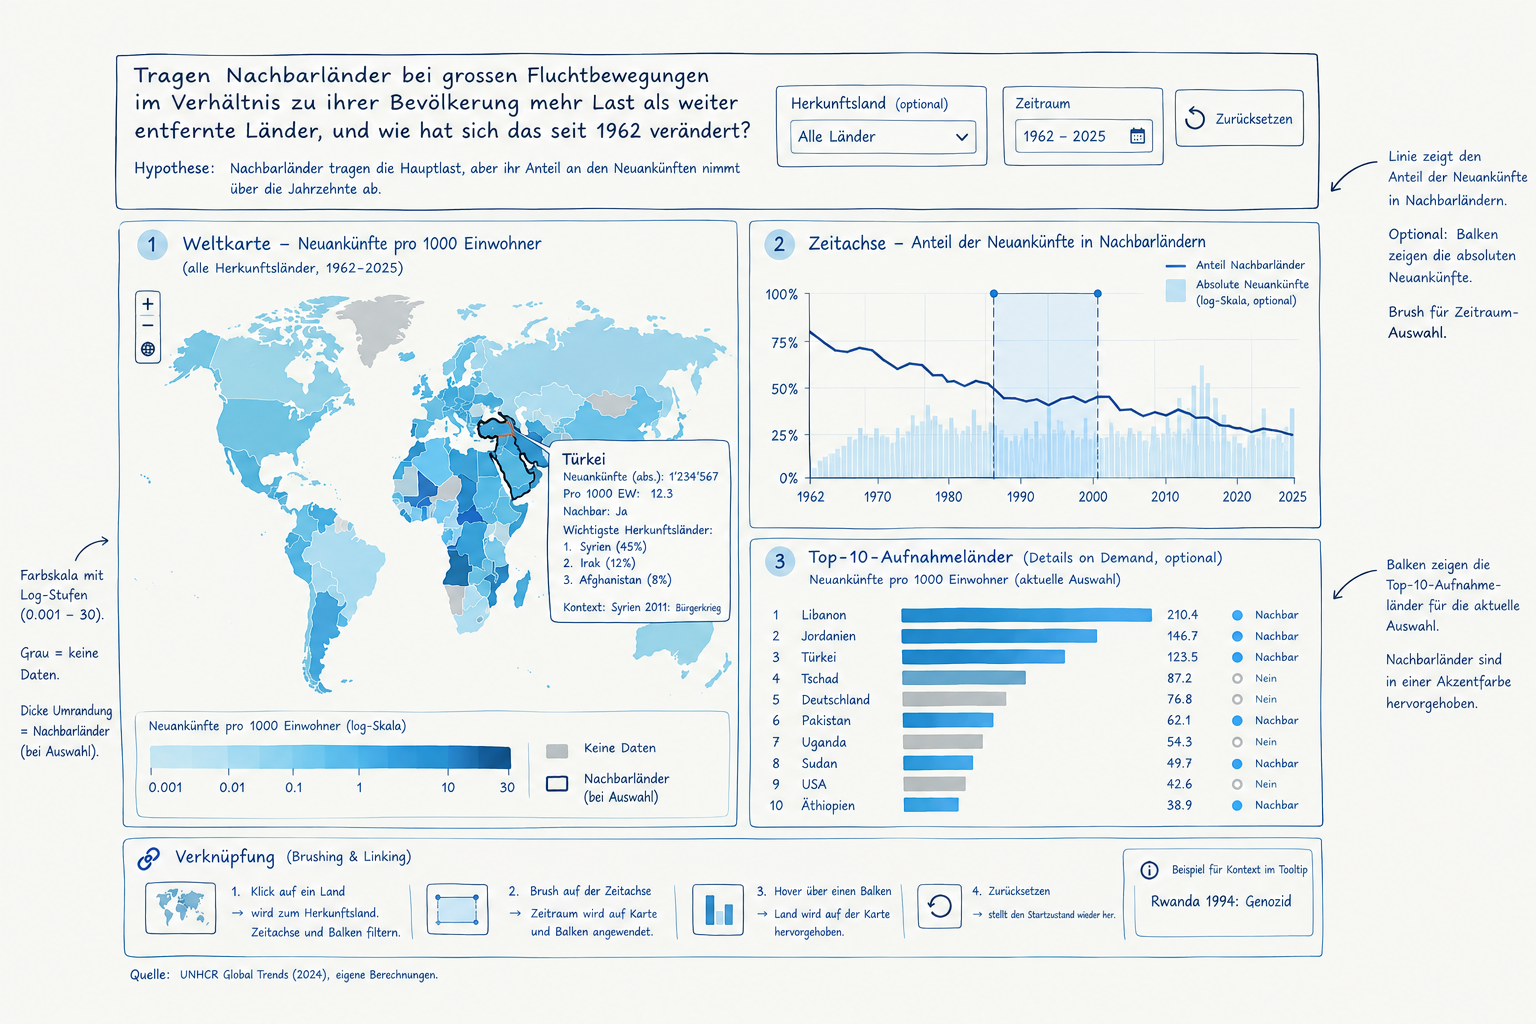 Tragen Nachbarländer bei grossen Fluchtbewegungen
im Verhältnis zu ihrer Bevölkerung mehr Last als weiter
entfernte Länder, und wie hat sich das seit 1962 verändert?
Hypothese: Nachbarländer tragen die Hauptlast, aber ihr Anteil an den Neuankünften nimmt
über die Jahrzehnte ab.
Herkunftsland (optional)
Alle Länder
Zeitraum
1962 – 2025
Zurücksetzen
Linie zeigt den
Anteil der Neuankünfte
in Nachbarländern.
Optional: Balken
zeigen die absoluten
Neuankünfte.
Brush für Zeitraum-
Auswahl.
1 Weltkarte – Neuankünfte pro 1000 Einwohner
(alle Herkunftsländer, 1962–2025)
+
−
Türkei
Neuankünfte (abs.): 1'234'567
Pro 1000 EW: 12.3
Nachbar: Ja
Wichtigste Herkunftsländer:
1. Syrien (45%)
2. Irak (12%)
3. Afghanistan (8%)
Kontext: Syrien 2011: Bürgerkrieg
Farbskala mit
Log-Stufen
(0.001 – 30).
Grau = keine
Daten.
Dicke Umrandung
= Nachbarländer
(bei Auswahl).
Neuankünfte pro 1000 Einwohner (log-Skala)
0.001 0.01 0.1 1 10 30
Keine Daten
Nachbarländer
(bei Auswahl)
2 Zeitachse – Anteil der Neuankünfte in Nachbarländern
Anteil Nachbarländer
Absolute Neuankünfte
(log-Skala, optional)
100%
75%
50%
25%
0%
1962 1970 1980 1990 2000 2010 2020 2025
3 Top-10-Aufnahmeländer (Details on Demand, optional)
Neuankünfte pro 1000 Einwohner (aktuelle Auswahl)
1 Libanon 210.4 Nachbar
2 Jordanien 146.7 Nachbar
3 Türkei 123.5 Nachbar
4 Tschad 87.2 Nein
5 Deutschland 76.8 Nein
6 Pakistan 62.1 Nachbar
7 Uganda 54.3 Nein
8 Sudan 49.7 Nachbar
9 USA 42.6 Nein
10 Äthiopien 38.9 Nachbar
Balken zeigen die
Top-10-Aufnahme-
länder für die aktuelle
Auswahl.
Nachbarländer sind
in einer Akzentfarbe
hervorgehoben.
Verknüpfung (Brushing & Linking)
1. Klick auf ein Land
→ wird zum Herkunftsland.
Zeitachse und Balken filtern.
2. Brush auf der Zeitachse
→ Zeitraum wird auf Karte
und Balken angewendet.
3. Hover über einen Balken
→ Land wird auf der Karte
hervorgehoben.
4. Zurücksetzen
→ stellt den Startzustand wieder her.
Beispiel für Kontext im Tooltip
Rwanda 1994: Genozid
Quelle: UNHCR Global Trends (2024), eigene Berechnungen.